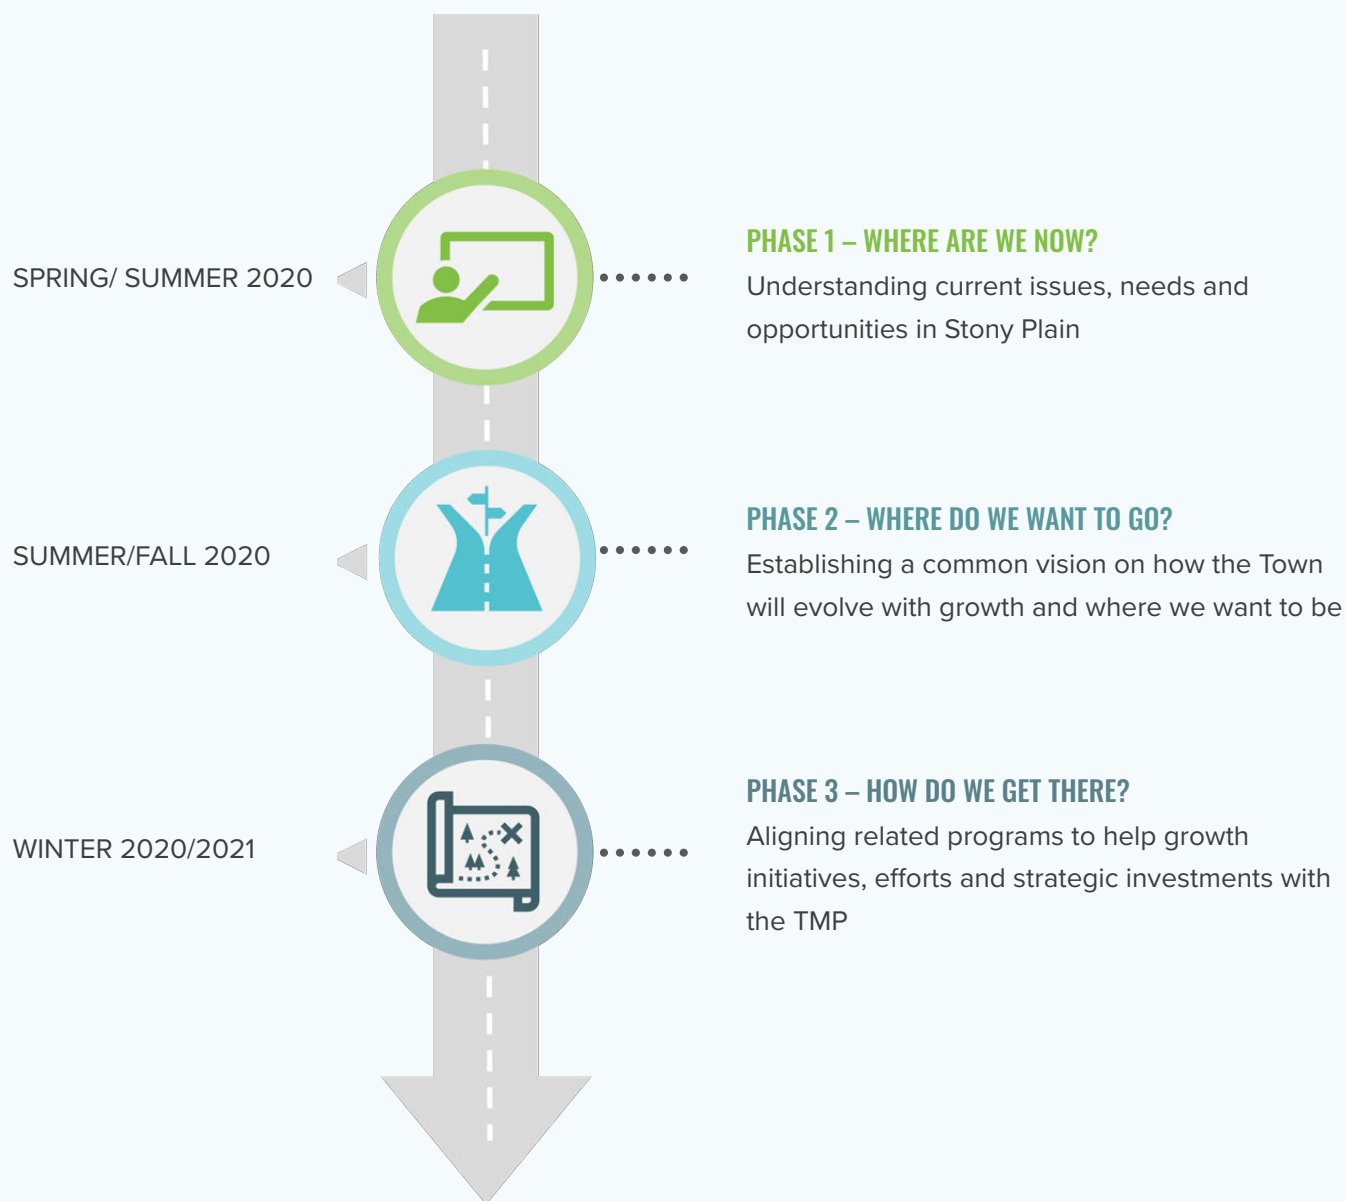 SPRING/ SUMMER 2020
PHASE 1 – WHERE ARE WE NOW?
Understanding current issues, needs and
opportunities in Stony Plain
SUMMER/FALL 2020
PHASE 2 – WHERE DO WE WANT TO GO?
Establishing a common vision on how the Town
will evolve with growth and where we want to be
WINTER 2020/2021
PHASE 3 – HOW DO WE GET THERE?
Aligning related programs to help growth
initiatives, efforts and strategic investments with
the TMP